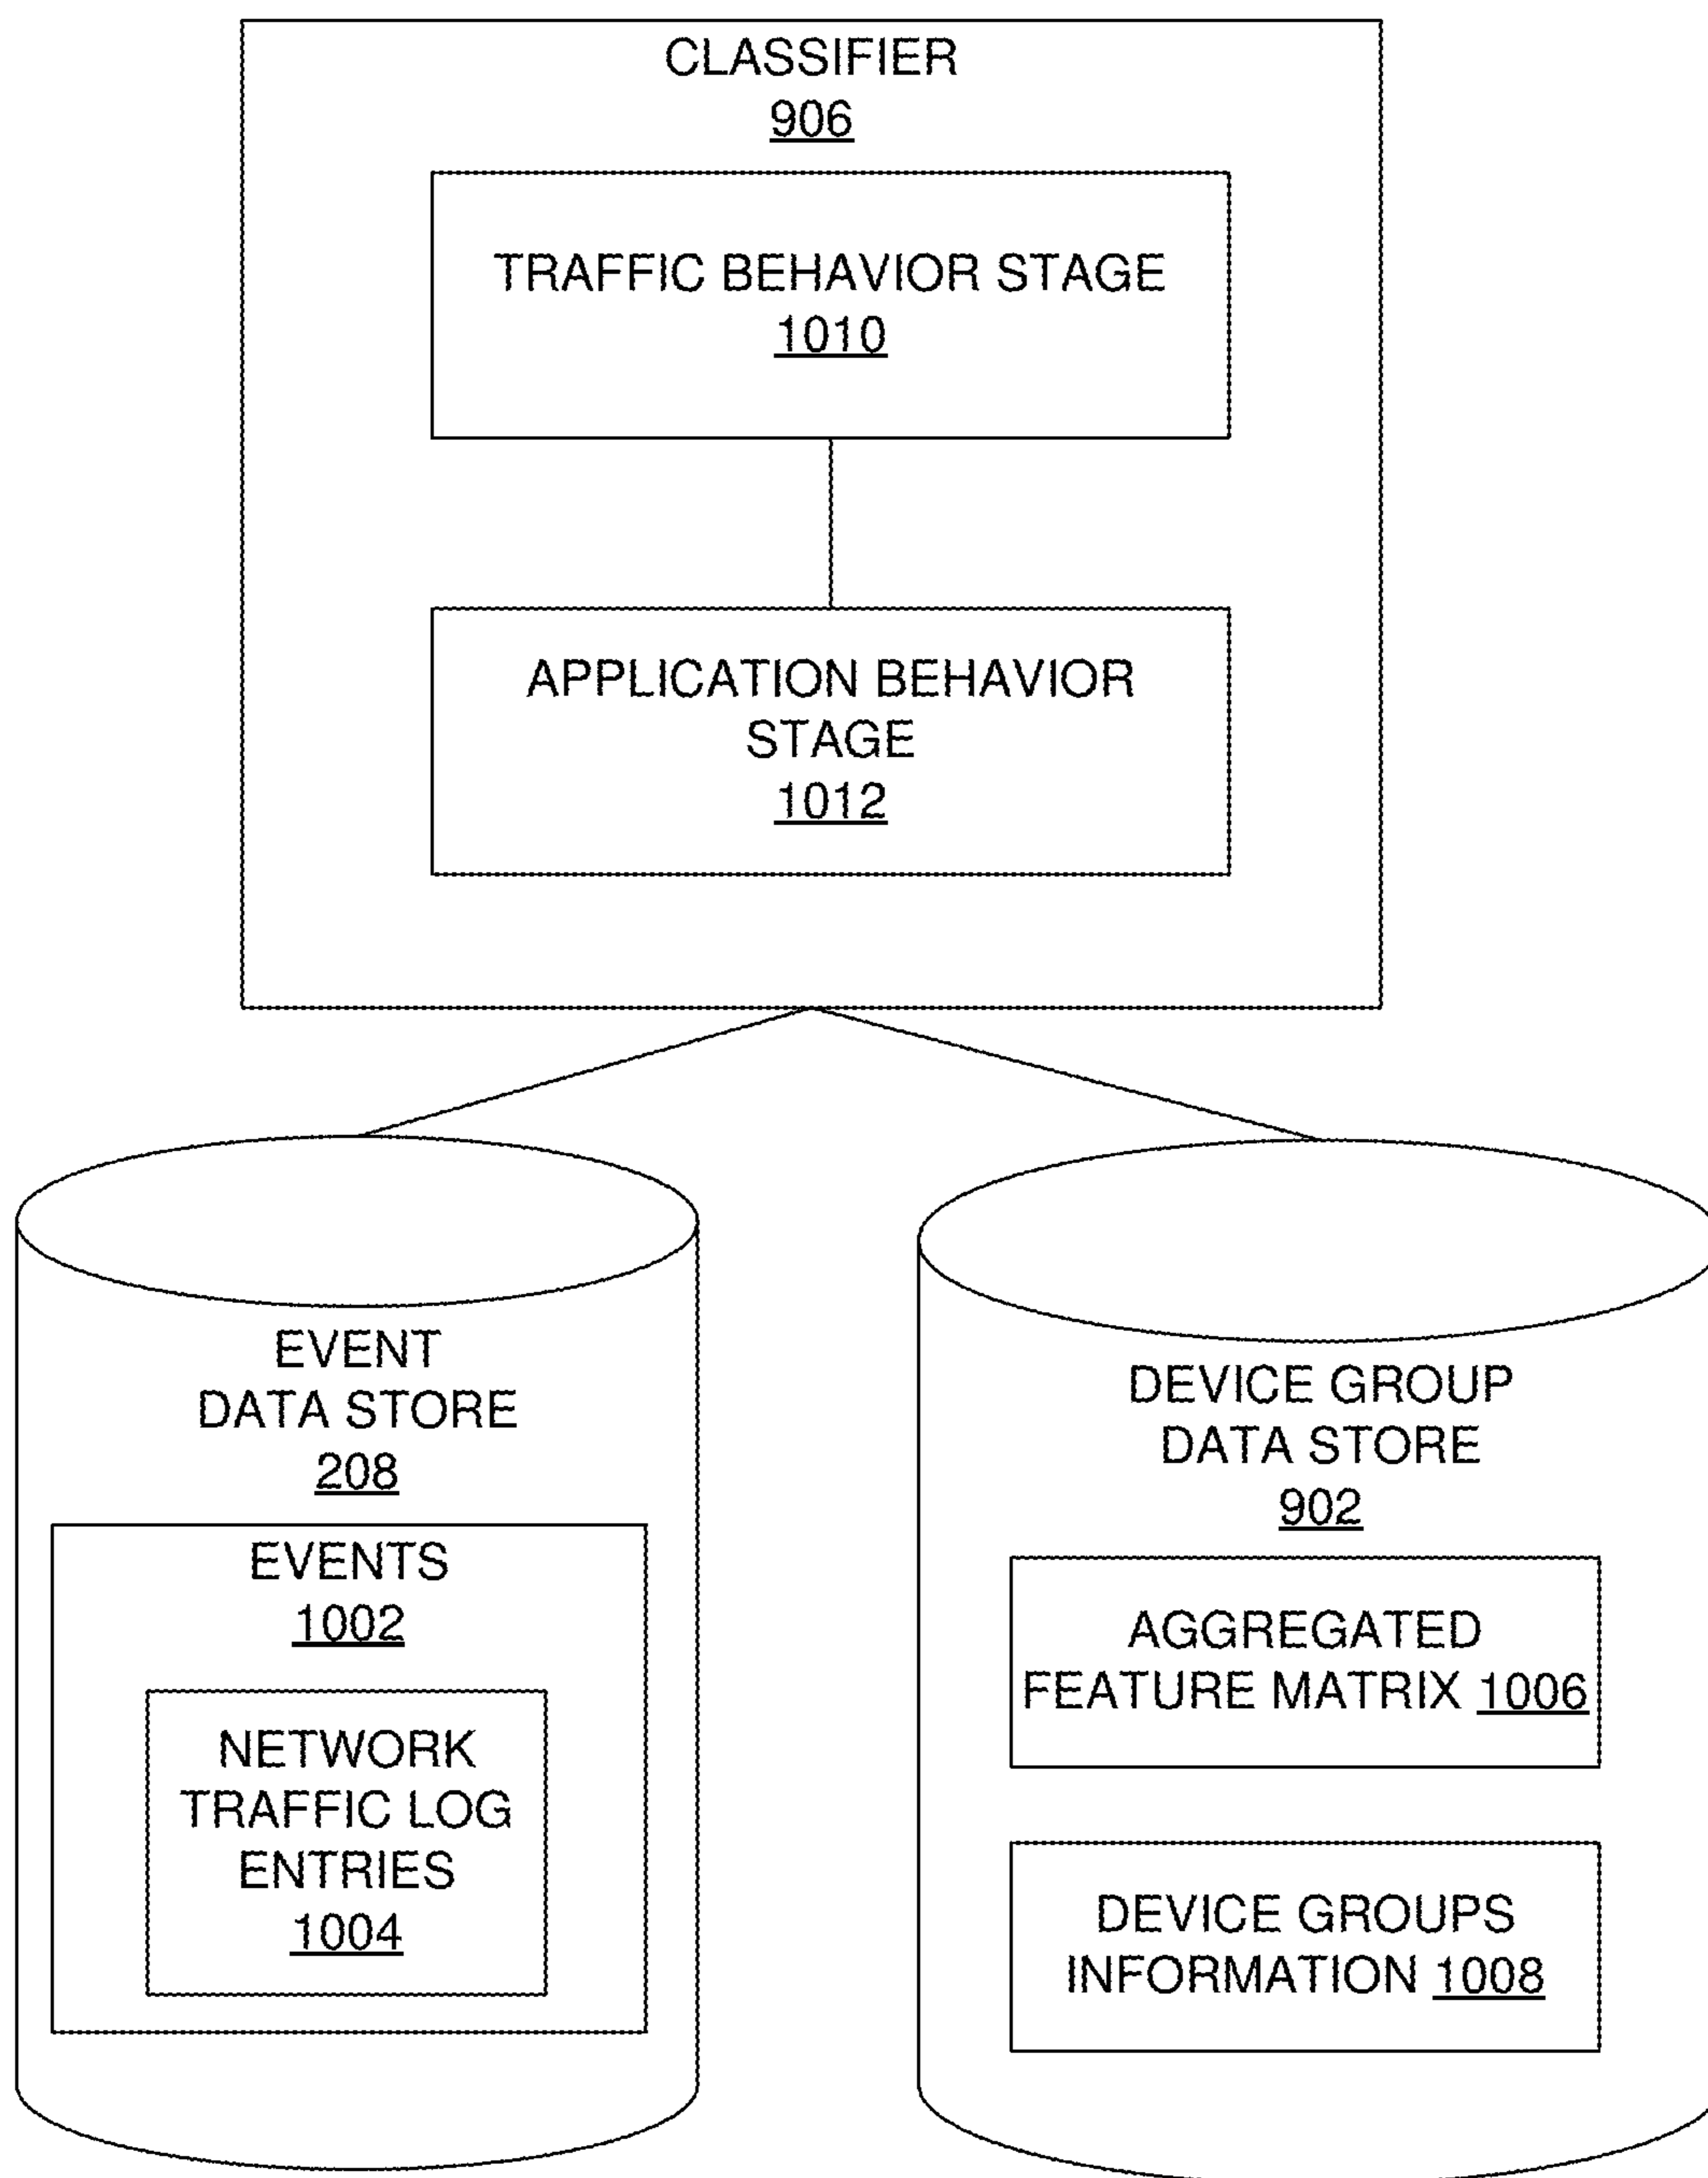 CLASSIFIER
906
TRAFFIC BEHAVIOR STAGE
1010
APPLICATION BEHAVIOR
STAGE
1012
EVENT
DATA STORE
208
EVENTS
1002
NETWORK
TRAFFIC LOG
ENTRIES
1004
DEVICE GROUP
DATA STORE
902
AGGREGATED
FEATURE MATRIX 1006
DEVICE GROUPS
INFORMATION 1008